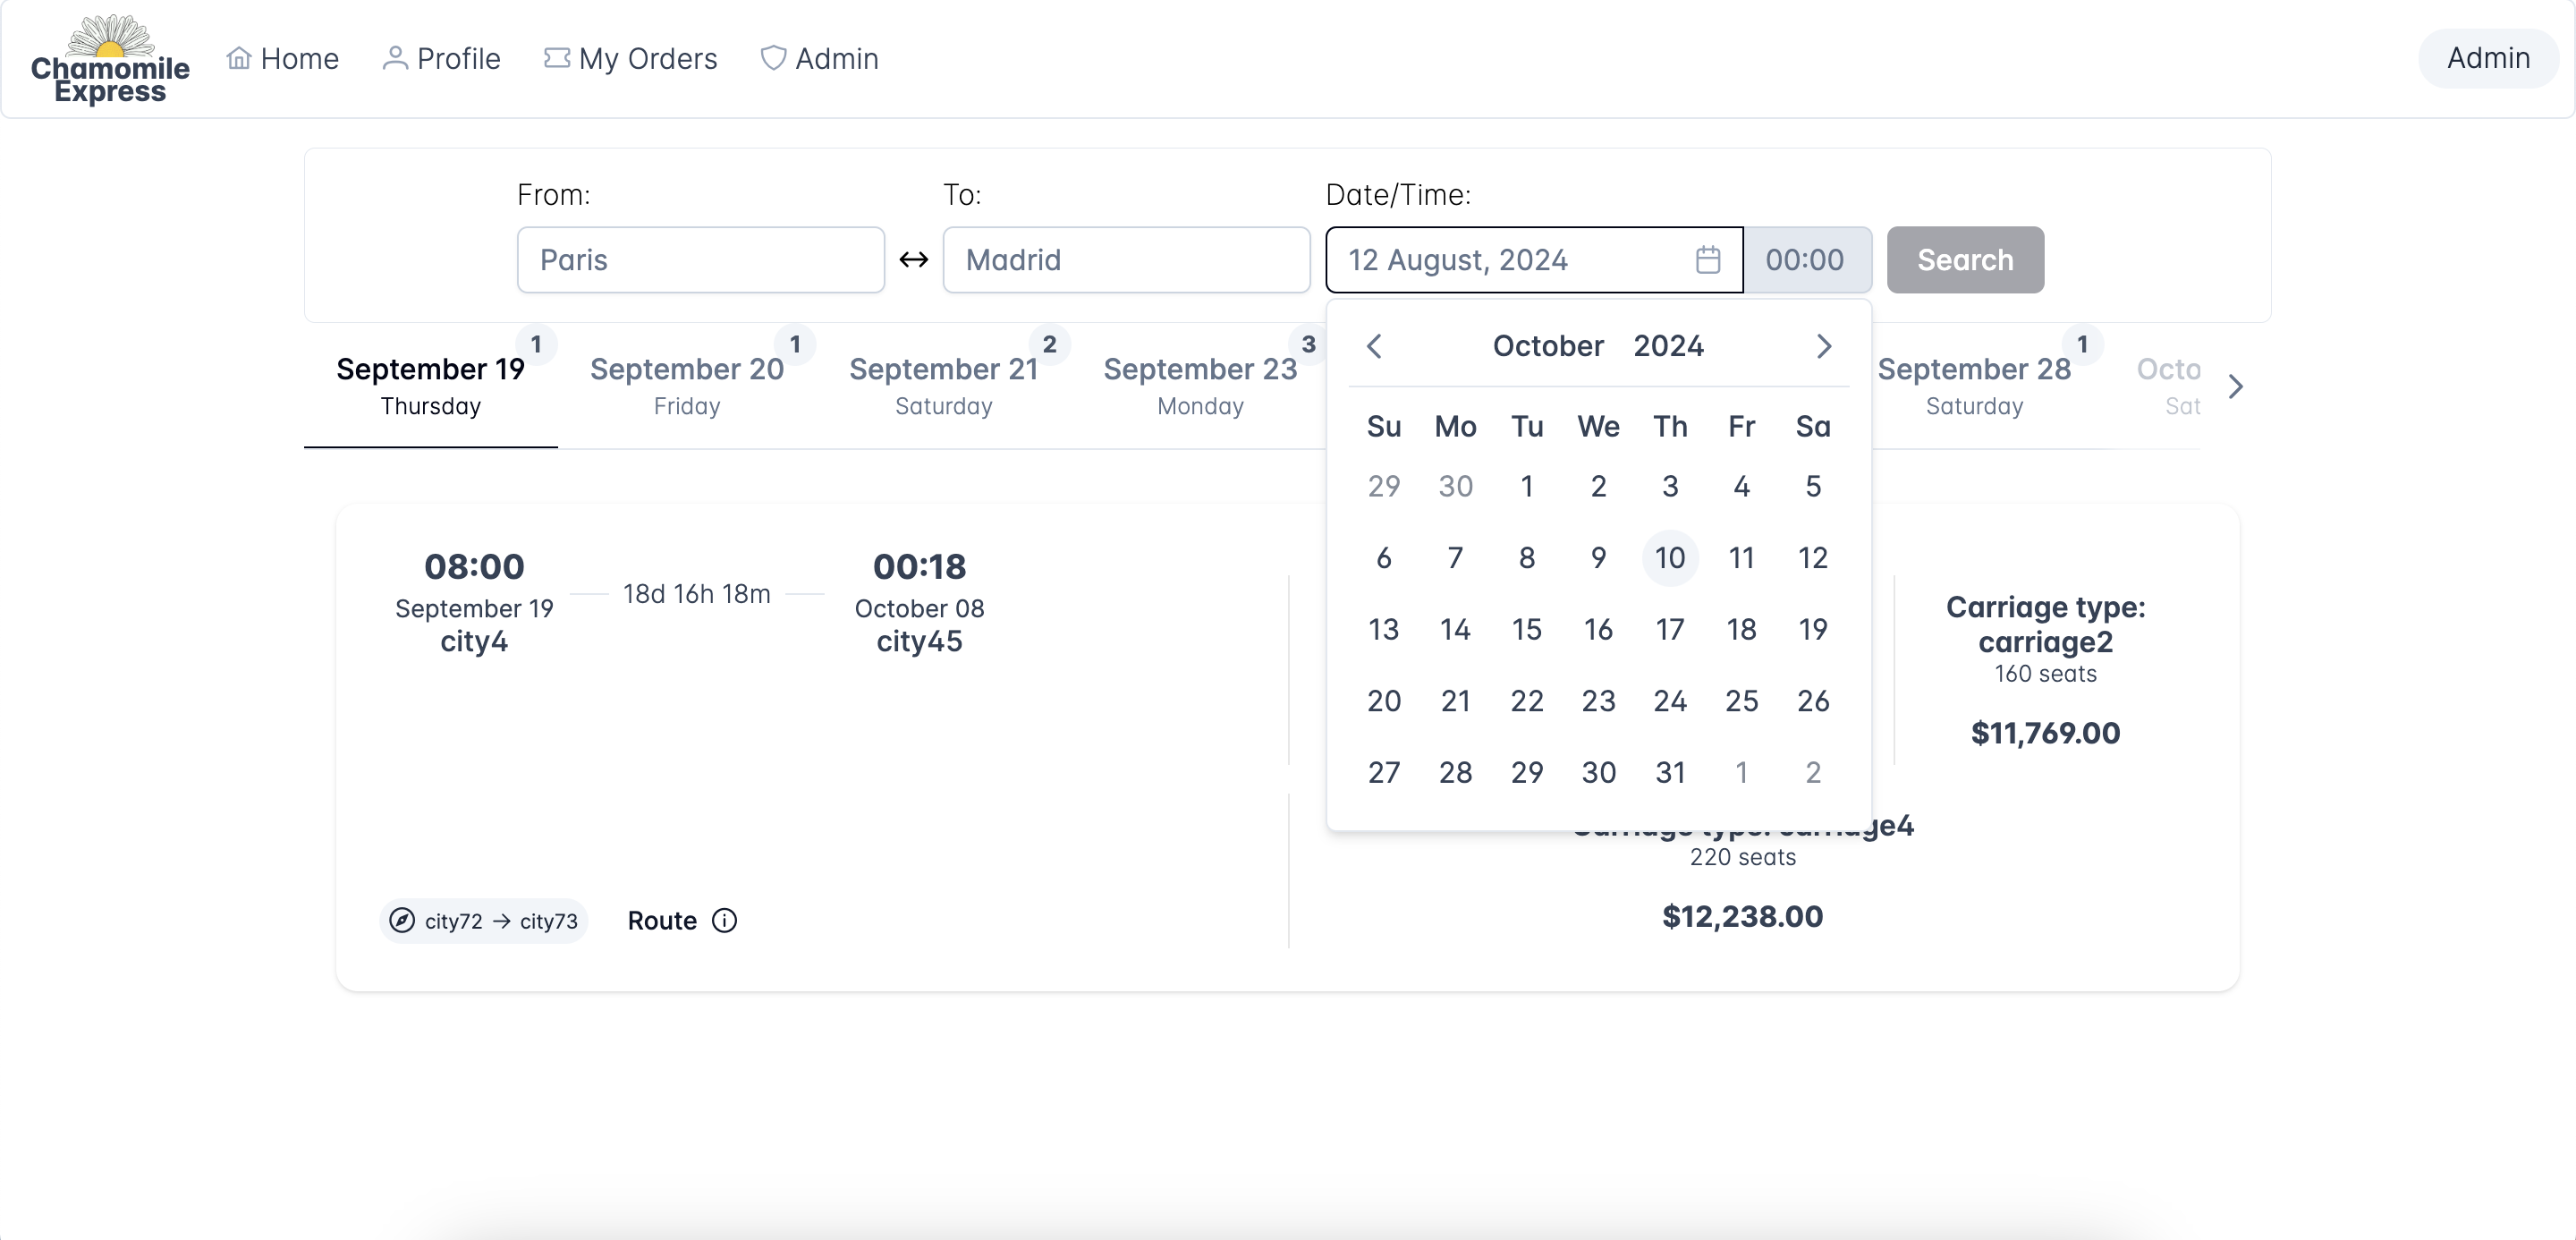 Chamomile
Express
Home
Profile
My Orders
Admin
Admin
From:
To:
Date/Time:
Paris
Madrid
12 August, 2024
00:00
Search
September 19
1
Thursday
September 20
1
Friday
September 21
2
Saturday
September 23
3
Monday
September 28
1
Saturday
Octo
Sat
October 2024
Su Mo Tu We Th Fr Sa
29 30 1 2 3 4 5
6 7 8 9 10 11 12
13 14 15 16 17 18 19
20 21 22 23 24 25 26
27 28 29 30 31 1 2
08:00
September 19
city4
18d 16h 18m
00:18
October 08
city45
city72 → city73
Route
Carriage type:
carriage2
160 seats
$11,769.00
Carriage type: carriage4
220 seats
$12,238.00